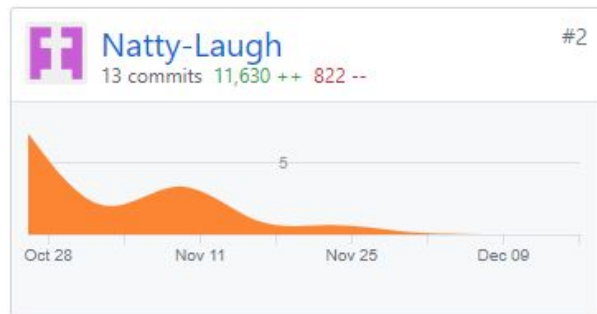 Natty-Laugh
#2
13 commits 11,630 ++ 822 --
5
Oct 28 Nov 11 Nov 25 Dec 09